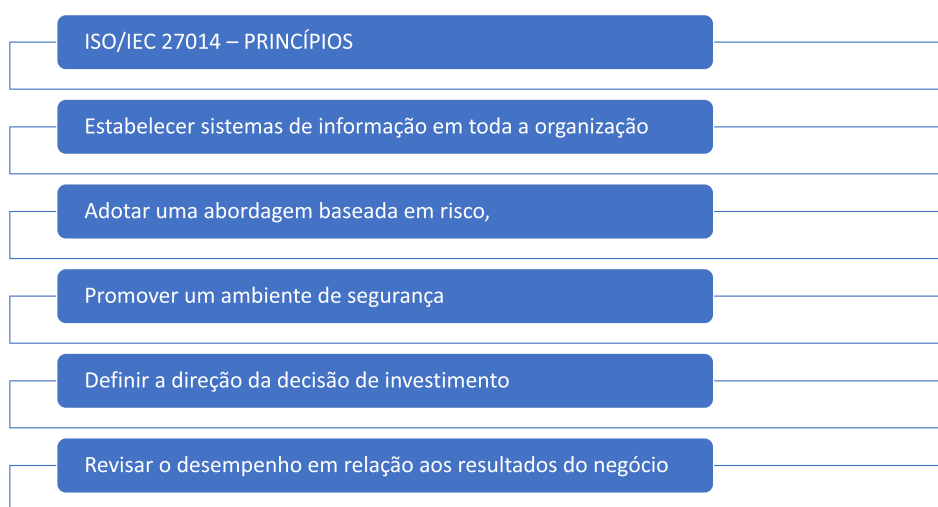 ISO/IEC 27014 – PRINCÍPIOS
Estabelecer sistemas de informação em toda a organização
Adotar uma abordagem baseada em risco,
Promover um ambiente de segurança
Definir a direção da decisão de investimento
Revisar o desempenho em relação aos resultados do negócio